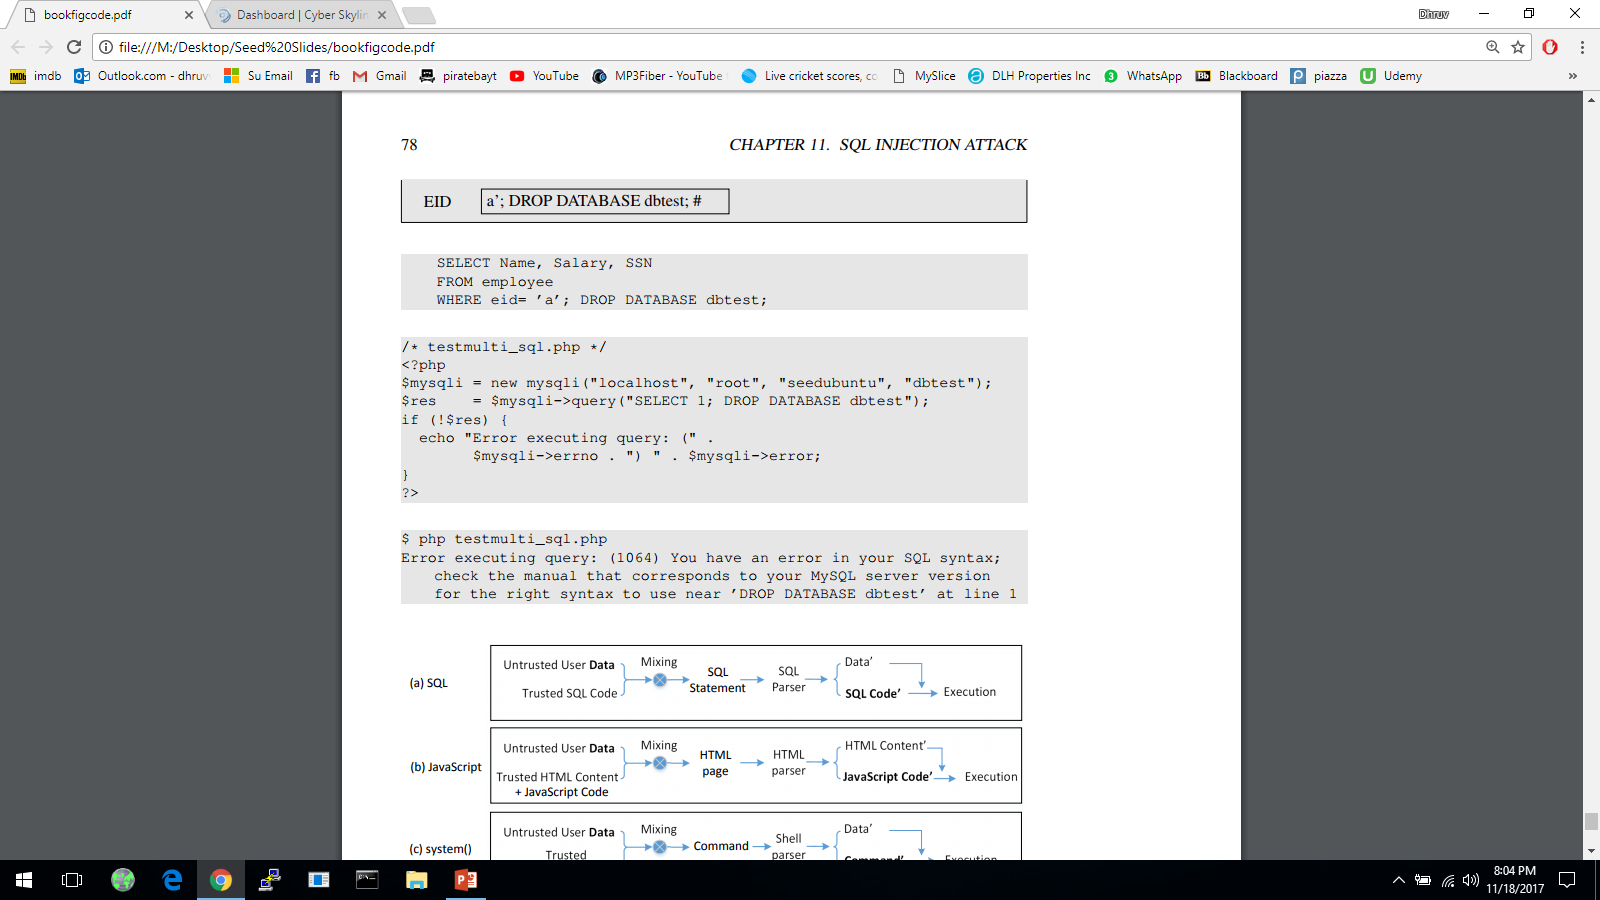 bookfigcode.pdf
Dashboard | Cyber Skylin
Dhruv
file:///M:/Desktop/Seed%20Slides/bookfigcode.pdf
IMDb imdb Outlook.com - dhruv Su Email fb Gmail piratebayt YouTube MP3Fiber - YouTube Live cricket scores, co MySlice DLH Properties Inc 3 WhatsApp Bb Blackboard piazza Udemy »
78 CHAPTER 11. SQL INJECTION ATTACK
EID a’; DROP DATABASE dbtest; #
SELECT Name, Salary, SSN
FROM employee
WHERE eid= ’a’; DROP DATABASE dbtest;
/* testmulti_sql.php */
<?php
$mysqli = new mysqli("localhost", "root", "seedubuntu", "dbtest");
$res = $mysqli->query("SELECT 1; DROP DATABASE dbtest");
if (!$res) {
echo "Error executing query: (" .
$mysqli->errno . ") " . $mysqli->error;
}
?>
$ php testmulti_sql.php
Error executing query: (1064) You have an error in your SQL syntax;
check the manual that corresponds to your MySQL server version
for the right syntax to use near ’DROP DATABASE dbtest’ at line 1
(a) SQL
Untrusted User Data
Trusted SQL Code
Mixing
SQL
Statement
SQL
Parser
Data’
SQL Code’
Execution
(b) JavaScript
Untrusted User Data
Trusted HTML Content
+ JavaScript Code
Mixing
HTML
page
HTML
parser
HTML Content’
JavaScript Code’
Execution
(c) system()
Untrusted User Data
Trusted
Mixing
Command
Shell
parser
Data’
Command’
Execution
8:04 PM
11/18/2017